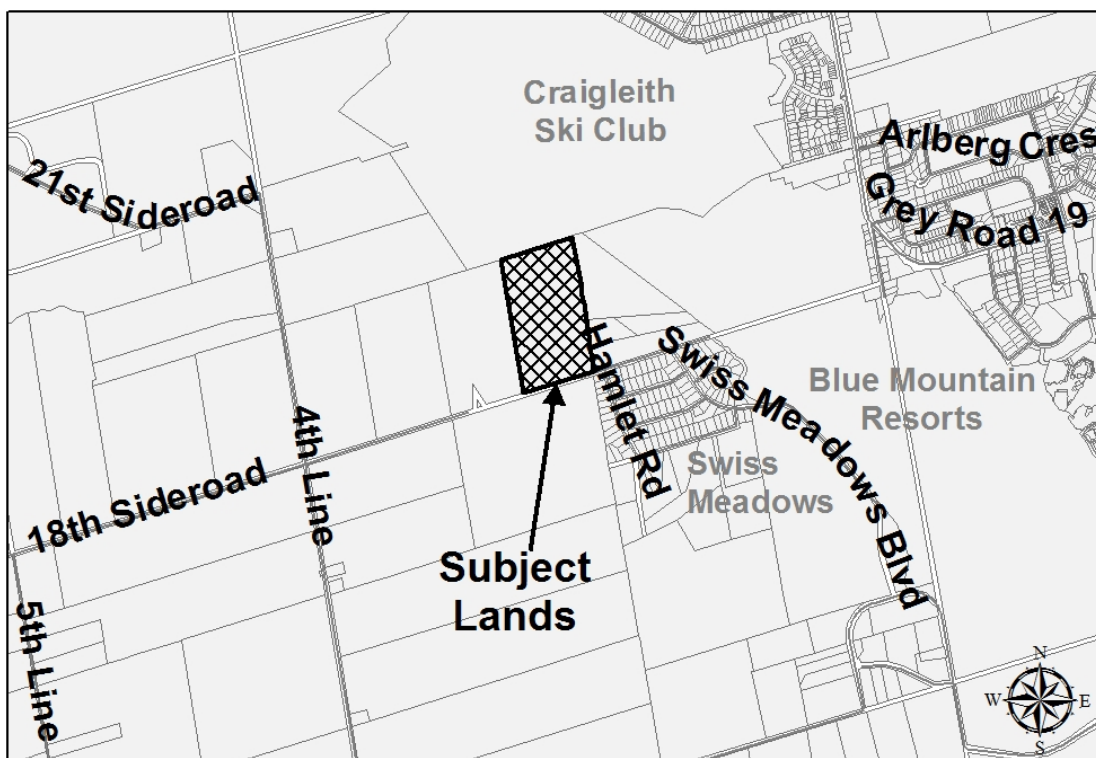 Craigleith
Ski Club
Arlberg Cres
21st Sideroad
Grey Road 19
Hamlet Rd
Swiss Meadows Blvd
Blue Mountain
Resorts
4th Line
18th Sideroad
Swiss
Meadows
Subject
Lands
5th Line
N
W
E
S